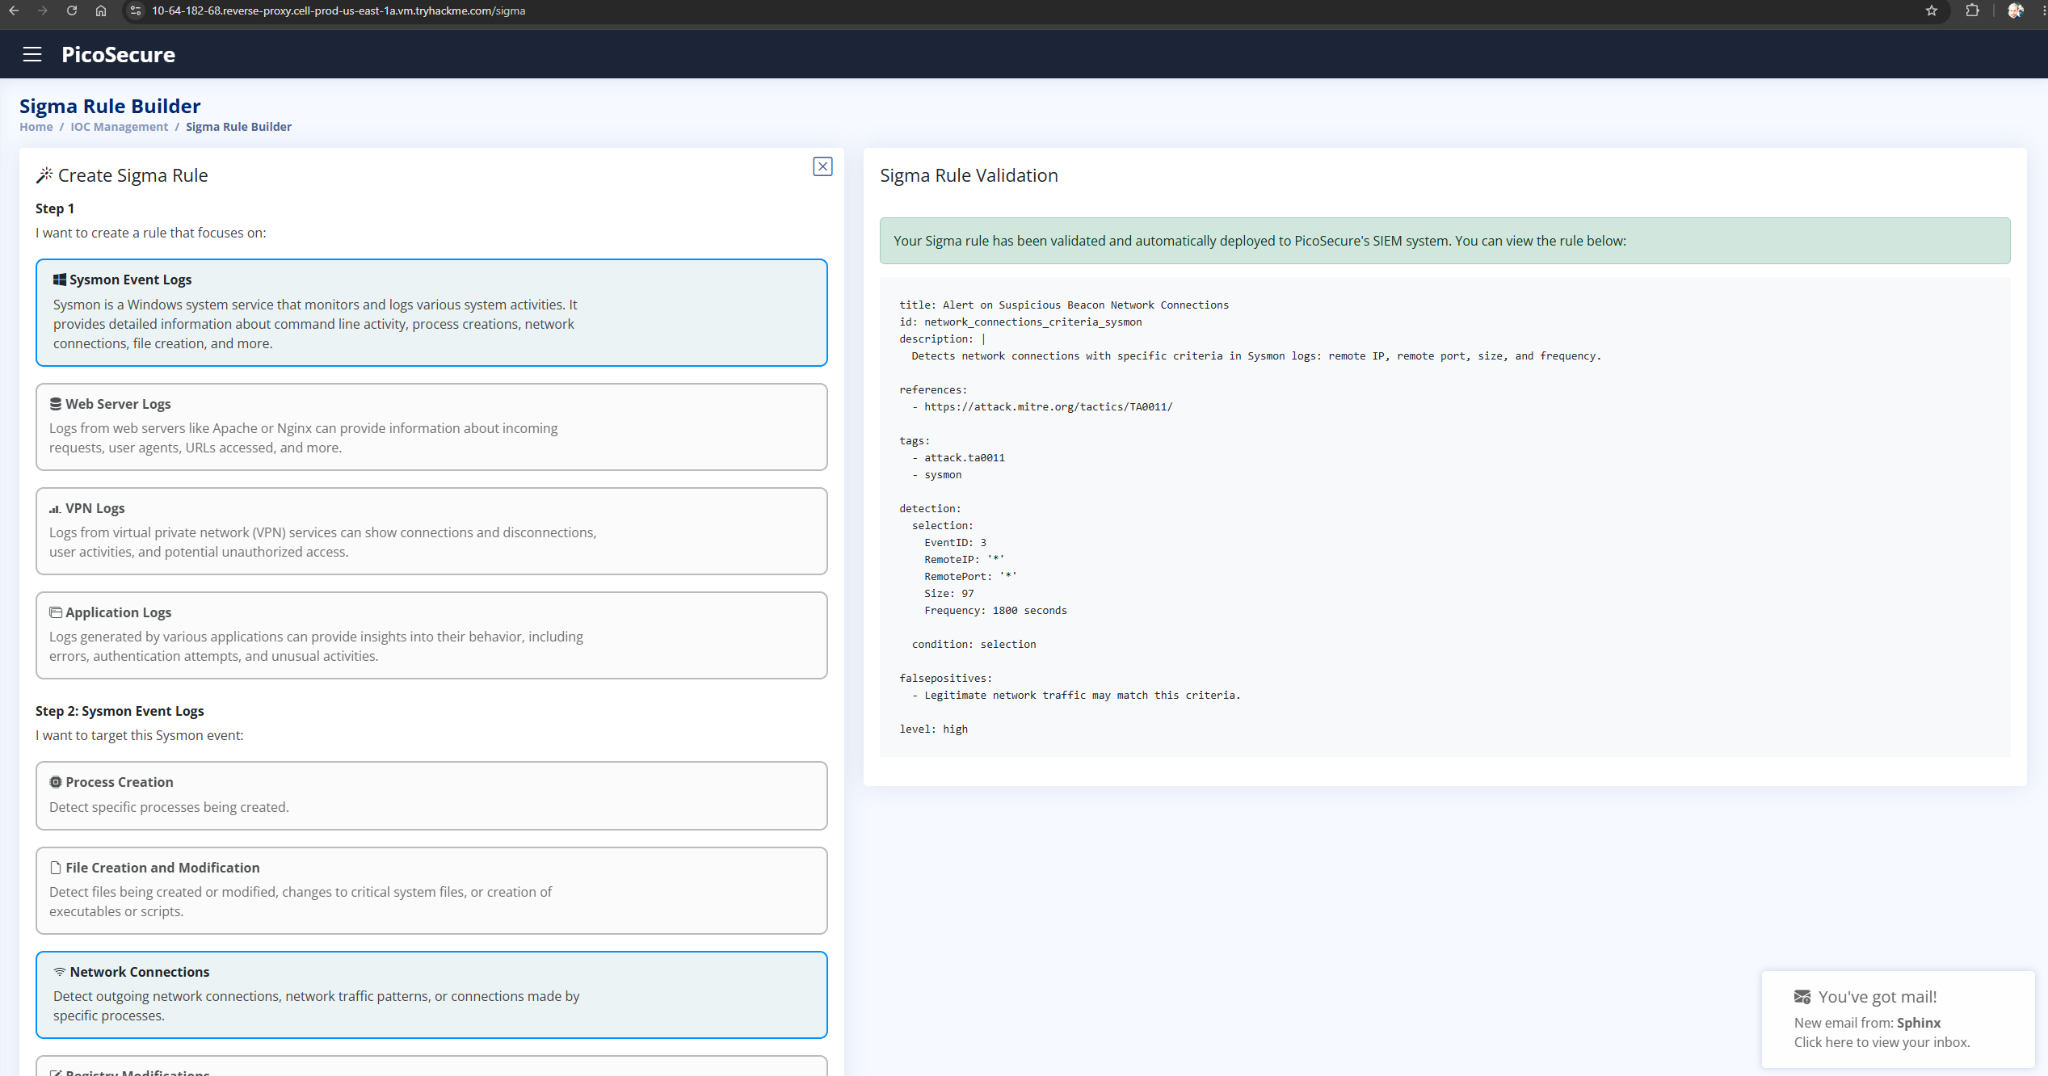 10-64-182-68.reverse-proxy.cell-prod-us-east-1a.vm.tryhackme.com/sigma
PicoSecure
Sigma Rule Builder
Home / IOC Management / Sigma Rule Builder
Create Sigma Rule
Step 1
I want to create a rule that focuses on:
Sysmon Event Logs
Sysmon is a Windows system service that monitors and logs various system activities. It
provides detailed information about command line activity, process creations, network
connections, file creation, and more.
Web Server Logs
Logs from web servers like Apache or Nginx can provide information about incoming
requests, user agents, URLs accessed, and more.
VPN Logs
Logs from virtual private network (VPN) services can show connections and disconnections,
user activities, and potential unauthorized access.
Application Logs
Logs generated by various applications can provide insights into their behavior, including
errors, authentication attempts, and unusual activities.
Step 2: Sysmon Event Logs
I want to target this Sysmon event:
Process Creation
Detect specific processes being created.
File Creation and Modification
Detect files being created or modified, changes to critical system files, or creation of
executables or scripts.
Network Connections
Detect outgoing network connections, network traffic patterns, or connections made by
specific processes.
Registry Modifications
Sigma Rule Validation
Your Sigma rule has been validated and automatically deployed to PicoSecure's SIEM system. You can view the rule below:
title: Alert on Suspicious Beacon Network Connections
id: network_connections_criteria_sysmon
description: |
Detects network connections with specific criteria in Sysmon logs: remote IP, remote port, size, and frequency.
references:
- https://attack.mitre.org/tactics/TA0011/
tags:
- attack.ta0011
- sysmon
detection:
selection:
EventID: 3
RemoteIP: '*'
RemotePort: '*'
Size: 97
Frequency: 1800 seconds
condition: selection
falsepositives:
- Legitimate network traffic may match this criteria.
level: high
You've got mail!
New email from: Sphinx
Click here to view your inbox.